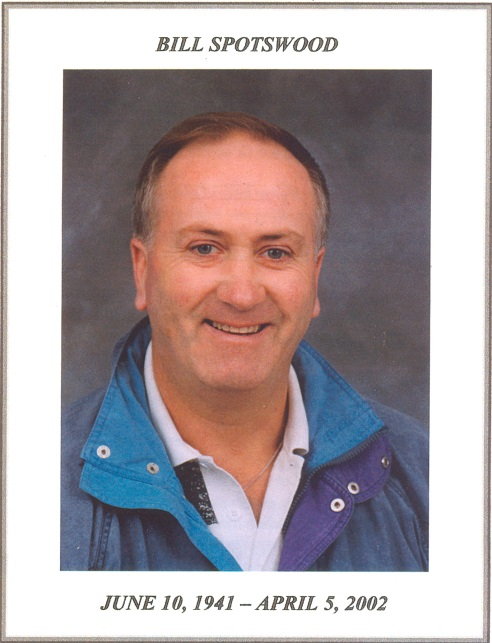 BILL SPOTSWOOD
JUNE 10, 1941 – APRIL 5, 2002